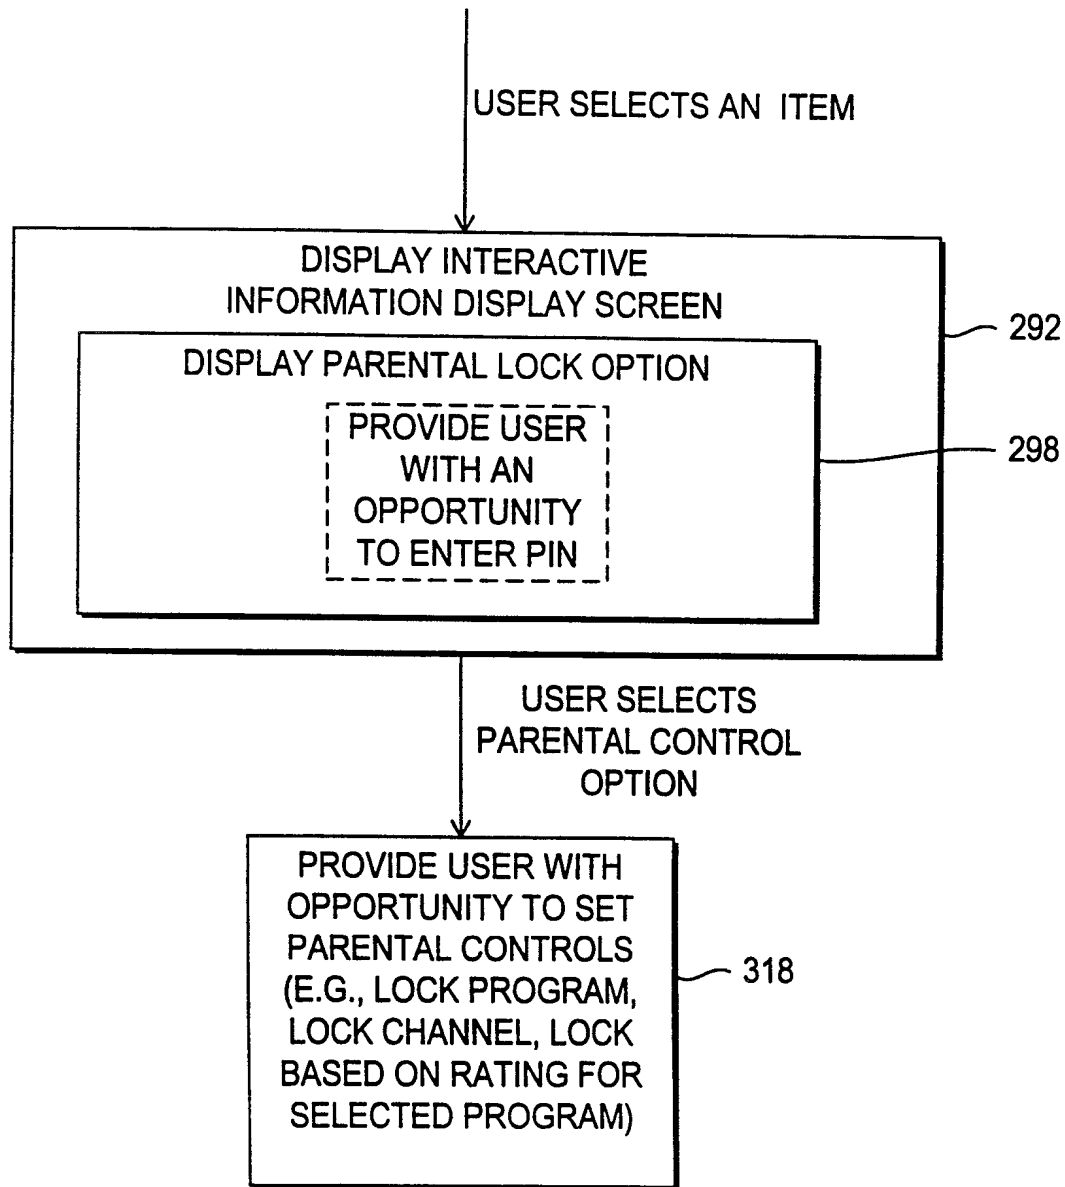 USER SELECTS AN ITEM
DISPLAY INTERACTIVE
INFORMATION DISPLAY SCREEN
292
DISPLAY PARENTAL LOCK OPTION
PROVIDE USER
WITH AN
OPPORTUNITY
TO ENTER PIN
298
USER SELECTS
PARENTAL CONTROL
OPTION
PROVIDE USER WITH
OPPORTUNITY TO SET
PARENTAL CONTROLS
(E.G., LOCK PROGRAM,
LOCK CHANNEL, LOCK
BASED ON RATING FOR
SELECTED PROGRAM)
318